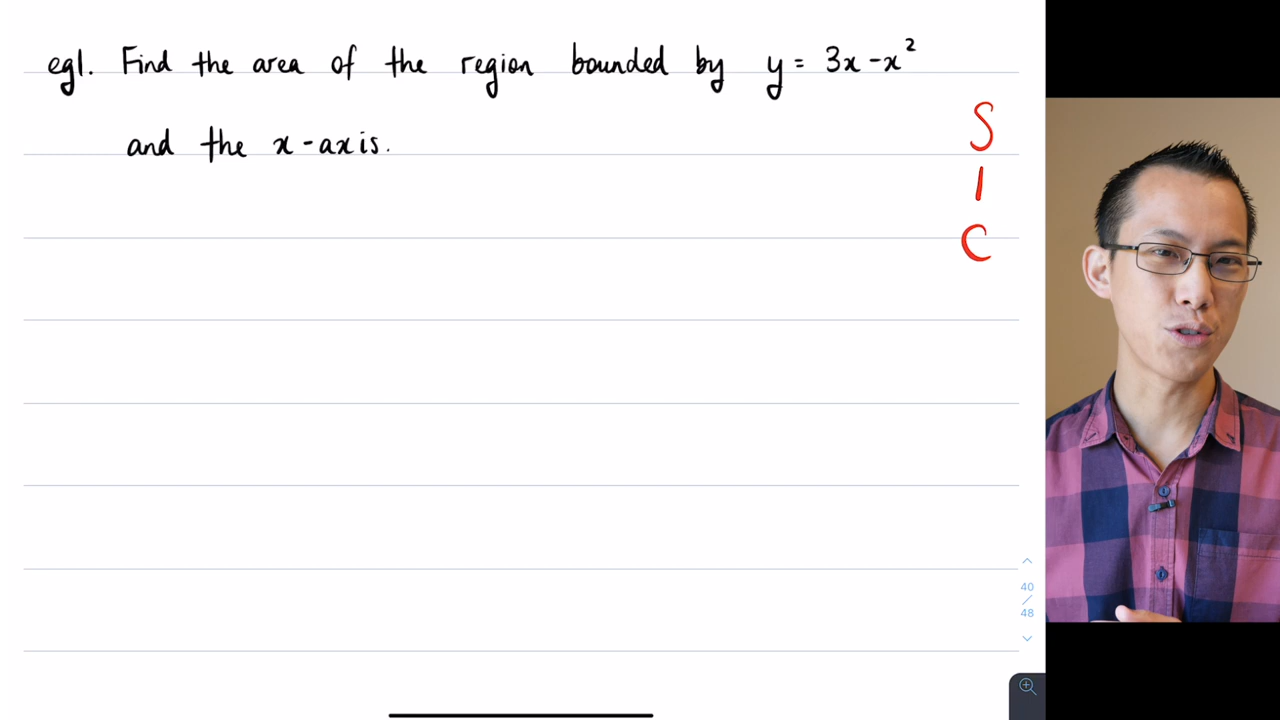 eg1. Find the area of the region bounded by y = 3x - x²
and the x-axis.
S
I
C
40
/
48